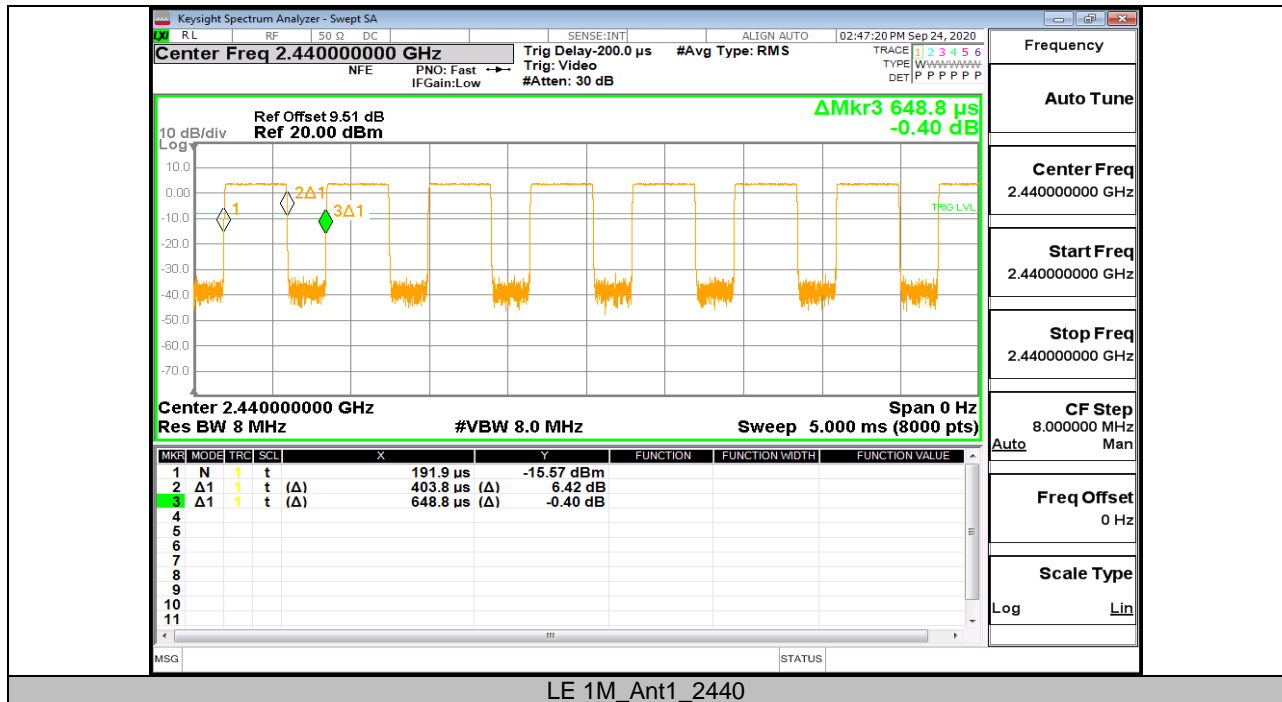 Keysight Spectrum Analyzer - Swept SA
LXI RL RF 50 Ω DC SENSE:INT ALIGN AUTO 02:47:20 PM Sep 24, 2020
Center Freq 2.440000000 GHz
NFE
PNO: Fast
IFGain:Low
Trig Delay-200.0 µs
Trig: Video
#Atten: 30 dB
#Avg Type: RMS
TRACE 1 2 3 4 5 6
TYPE WWWWWW
DET P P P P P P
ΔMkr3 648.8 µs
-0.40 dB
Ref Offset 9.51 dB
10 dB/div Ref 20.00 dBm
Log
10.0
0.00
-10.0
-20.0
-30.0
-40.0
-50.0
-60.0
-70.0
1
2Δ1
3Δ1
TRIG LVL
Center 2.440000000 GHz Span 0 Hz
Res BW 8 MHz #VBW 8.0 MHz Sweep 5.000 ms (8000 pts)
MKR MODE TRC SCL X Y FUNCTION FUNCTION WIDTH FUNCTION VALUE
1 N 1 t 191.9 µs -15.57 dBm
2 Δ1 1 t (Δ) 403.8 µs (Δ) 6.42 dB
3 Δ1 1 t (Δ) 648.8 µs (Δ) -0.40 dB
4
5
6
7
8
9
10
11
MSG STATUS
Frequency
Auto Tune
Center Freq
2.440000000 GHz
Start Freq
2.440000000 GHz
Stop Freq
2.440000000 GHz
CF Step
8.000000 MHz
Auto Man
Freq Offset
0 Hz
Scale Type
Log Lin
LE 1M_Ant1_2440